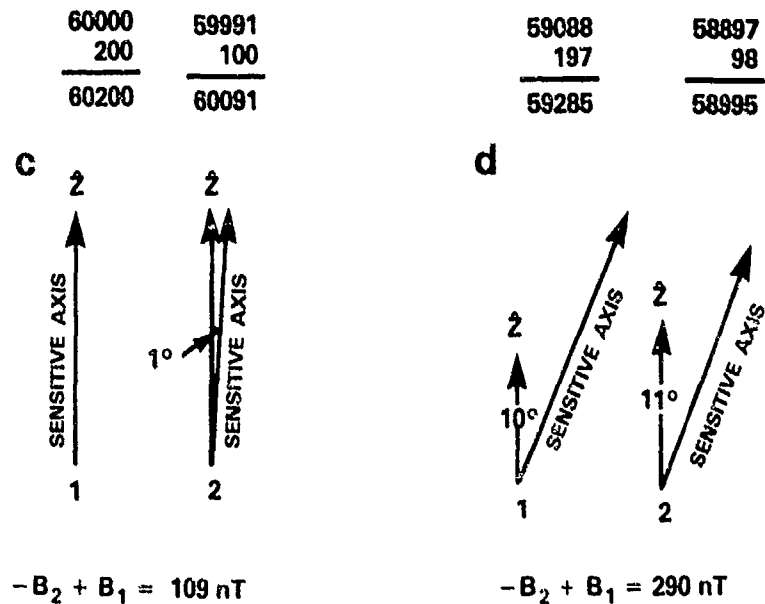 60000 59991 59088 58897
200 100 197 98
60200 60091 59285 58995
c d
Ẑ Ẑ
SENSITIVE AXIS
1°
SENSITIVE AXIS
1 2
Ẑ Ẑ
10°
SENSITIVE AXIS
11°
SENSITIVE AXIS
1 2
−B₂ + B₁ = 109 nT −B₂ + B₁ = 290 nT